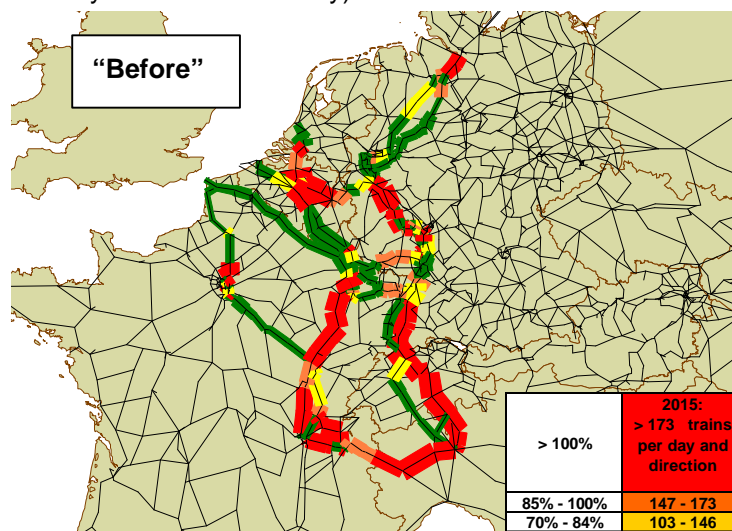 “Before”
> 100%
2015:
> 173 trains
per day and
direction
85% - 100%
147 - 173
70% - 84%
103 - 146